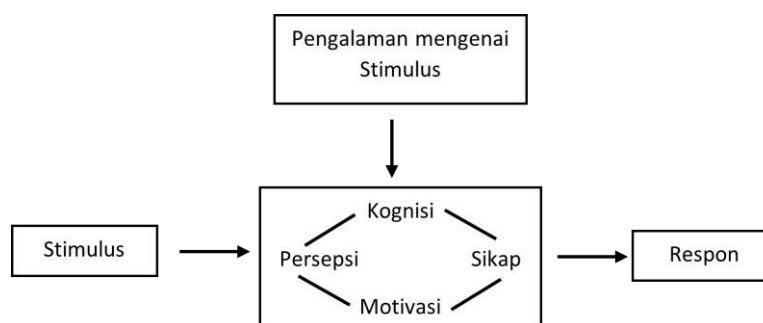 Pengalaman mengenai
Stimulus
Kognisi
Stimulus
Persepsi
Sikap
Respon
Motivasi